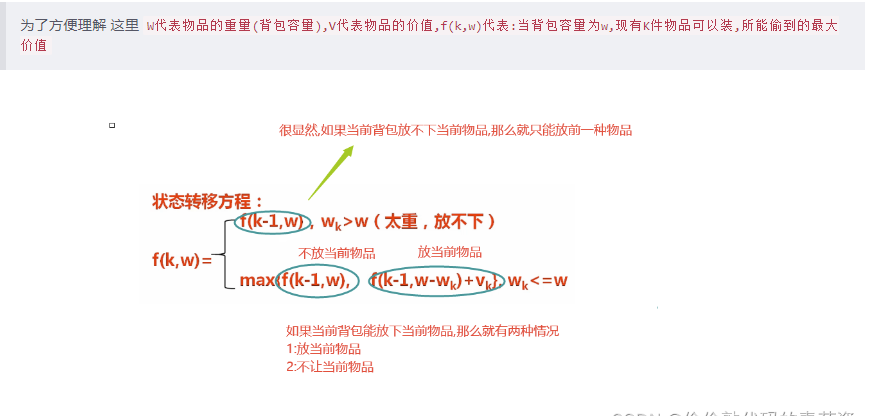 为了方便理解 这里 W代表物品的重量(背包容量),V代表物品的价值,f(k,w)代表:当背包容量为w,现有K件物品可以装,所能偷到的最大
价值
很显然,如果当前背包放不下当前物品,那么就只能放前一种物品
状态转移方程：
f(k-1,w)，wk>w（太重，放不下）
不放当前物品 放当前物品
f(k,w)=
max{f(k-1,w), f(k-1,w-wk)+vk},wk<=w
如果当前背包能放下当前物品,那么就有两种情况
1:放当前物品
2:不让当前物品